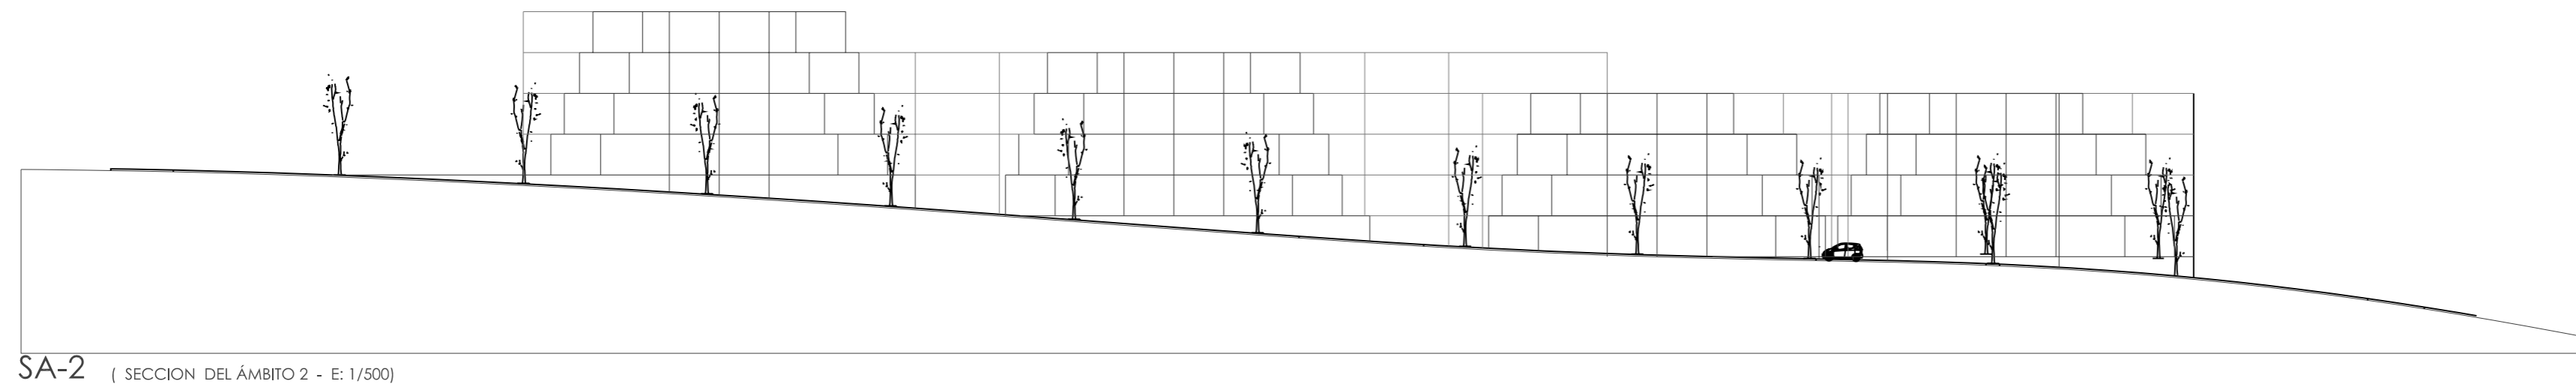 SA-2 ( SECCION DEL ÁMBITO 2 - E: 1/500)